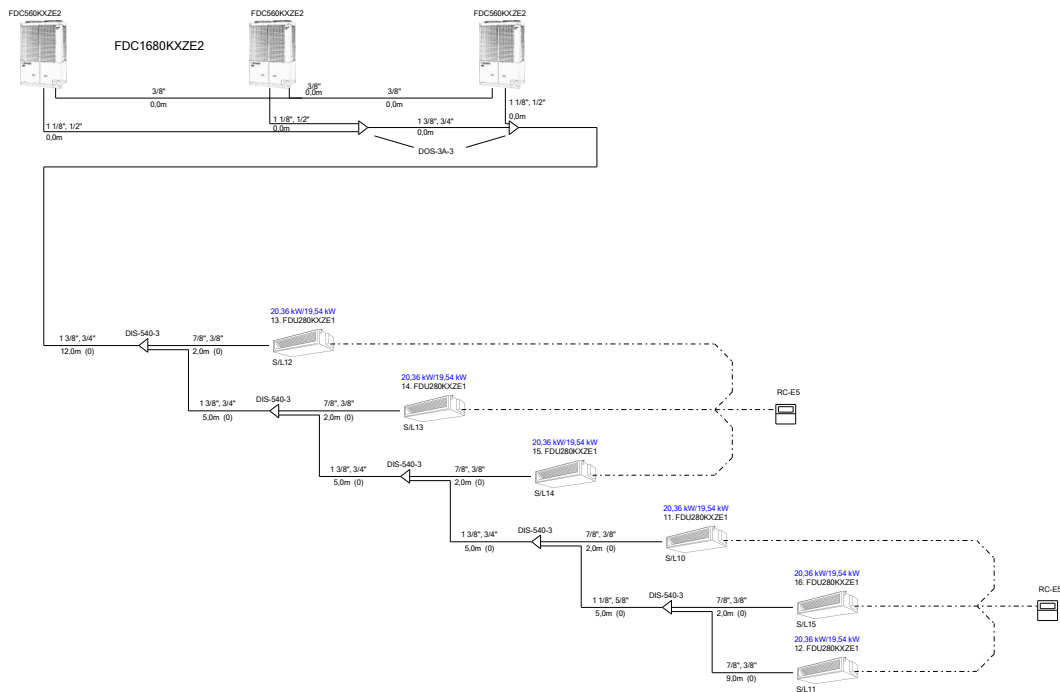 FDC560KXZE2
FDC560KXZE2
FDC560KXZE2
FDC1680KXZE2
3/8"
0,0m
3/8"
0,0m
3/8"
0,0m
1 1/8", 1/2"
0,0m
1 1/8", 1/2"
0,0m
1 1/8", 1/2"
0,0m
1 3/8", 3/4"
0,0m
DOS-3A-3
20,36 kW/19,54 kW
13. FDU280KXZE1
1 3/8", 3/4"
12,0m (0)
DIS-540-3
7/8", 3/8"
2,0m (0)
S/L12
20,36 kW/19,54 kW
14. FDU280KXZE1
RC-E5
1 3/8", 3/4"
5,0m (0)
DIS-540-3
7/8", 3/8"
2,0m (0)
S/L13
20,36 kW/19,54 kW
15. FDU280KXZE1
1 3/8", 3/4"
5,0m (0)
DIS-540-3
7/8", 3/8"
2,0m (0)
S/L14
20,36 kW/19,54 kW
11. FDU280KXZE1
1 3/8", 3/4"
5,0m (0)
DIS-540-3
7/8", 3/8"
2,0m (0)
S/L10
20,36 kW/19,54 kW
16. FDU280KXZE1
RC-E5
1 1/8", 5/8"
5,0m (0)
DIS-540-3
7/8", 3/8"
2,0m (0)
S/L15
20,36 kW/19,54 kW
12. FDU280KXZE1
7/8", 3/8"
9,0m (0)
S/L11